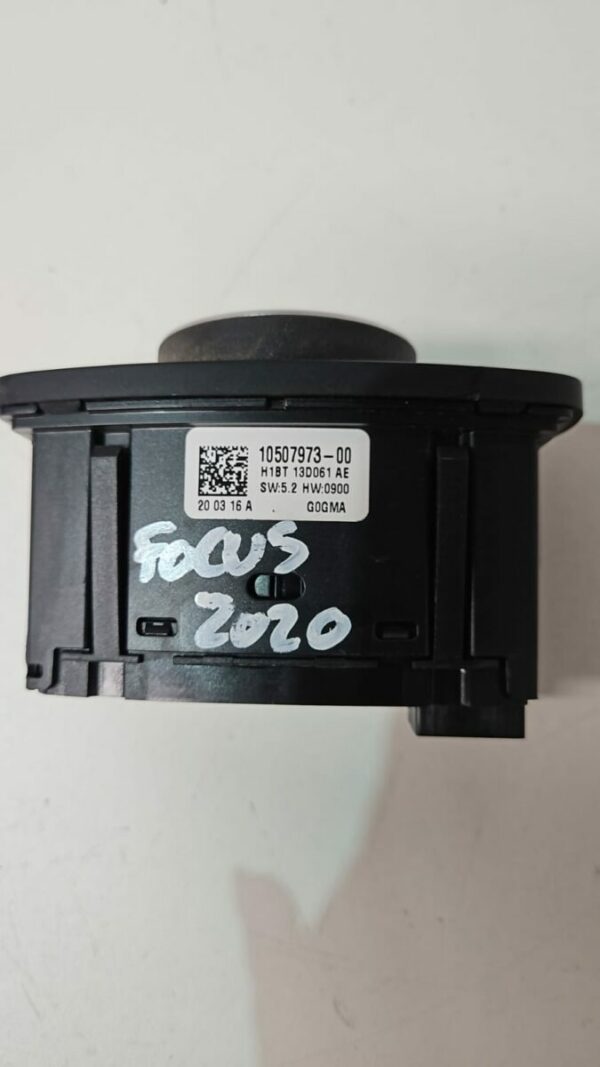 10507973-00
H1BT 13D061 AE
SW:5.2 HW:0900
20 03 16 A G0GMA
FOCUS
2020